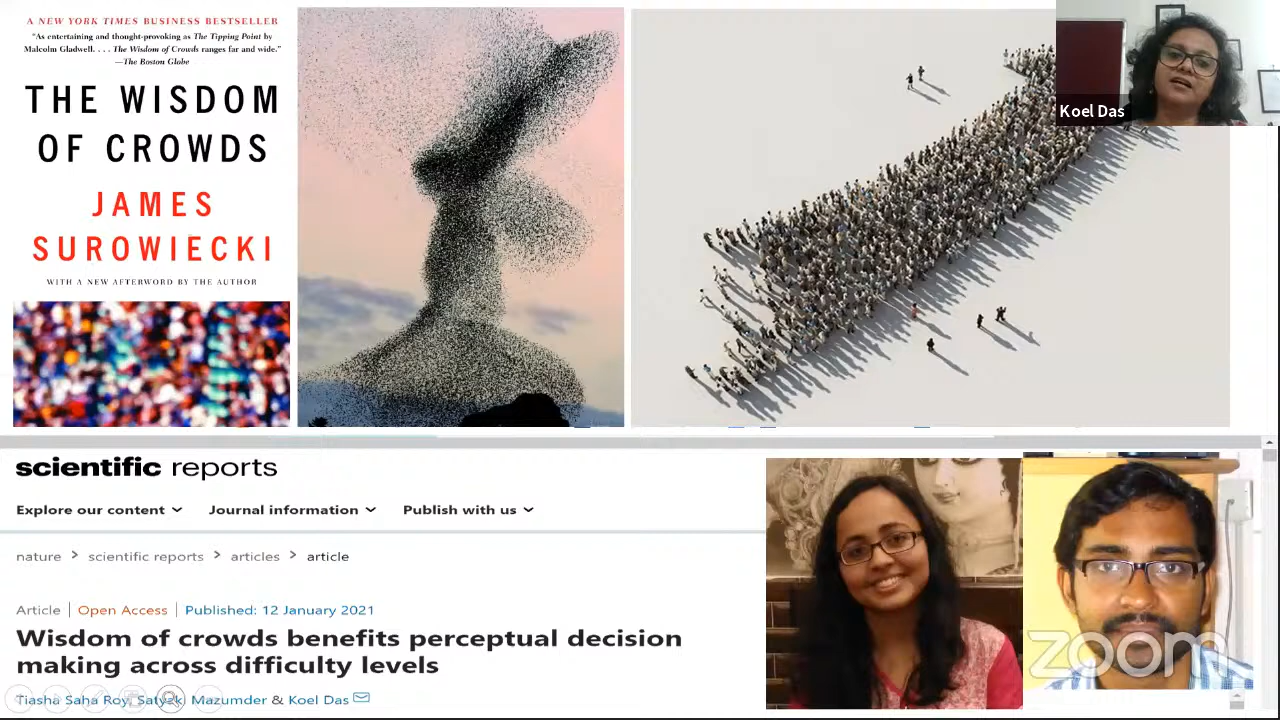 A NEW YORK TIMES BUSINESS BESTSELLER
"As entertaining and thought-provoking as The Tipping Point by
Malcolm Gladwell. . . . The Wisdom of Crowds ranges far and wide."
—The Boston Globe
THE WISDOM
OF CROWDS
JAMES
SUROWIECKI
WITH A NEW AFTERWORD BY THE AUTHOR
Koel Das
scientific reports
Explore our content
Journal information
Publish with us
nature > scientific reports > articles > article
Article | Open Access | Published: 12 January 2021
Wisdom of crowds benefits perceptual decision
making across difficulty levels
Tiasha Saha Roy, Satyaki Mazumder & Koel Das
zoom